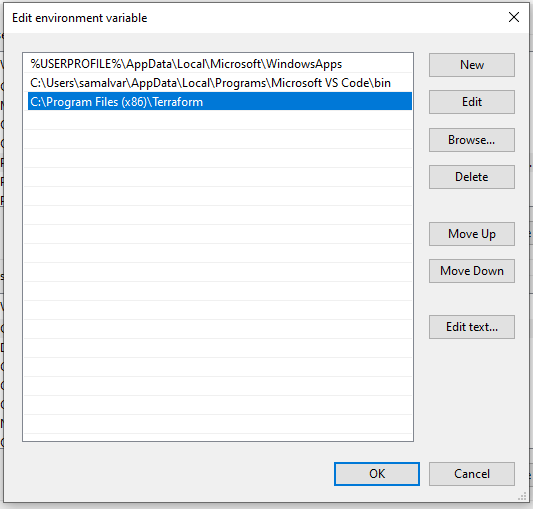 Edit environment variable
%USERPROFILE%\AppData\Local\Microsoft\WindowsApps
C:\Users\samalvar\AppData\Local\Programs\Microsoft VS Code\bin
C:\Program Files (x86)\Terraform
New
Edit
Browse...
Delete
Move Up
Move Down
Edit text...
OK
Cancel